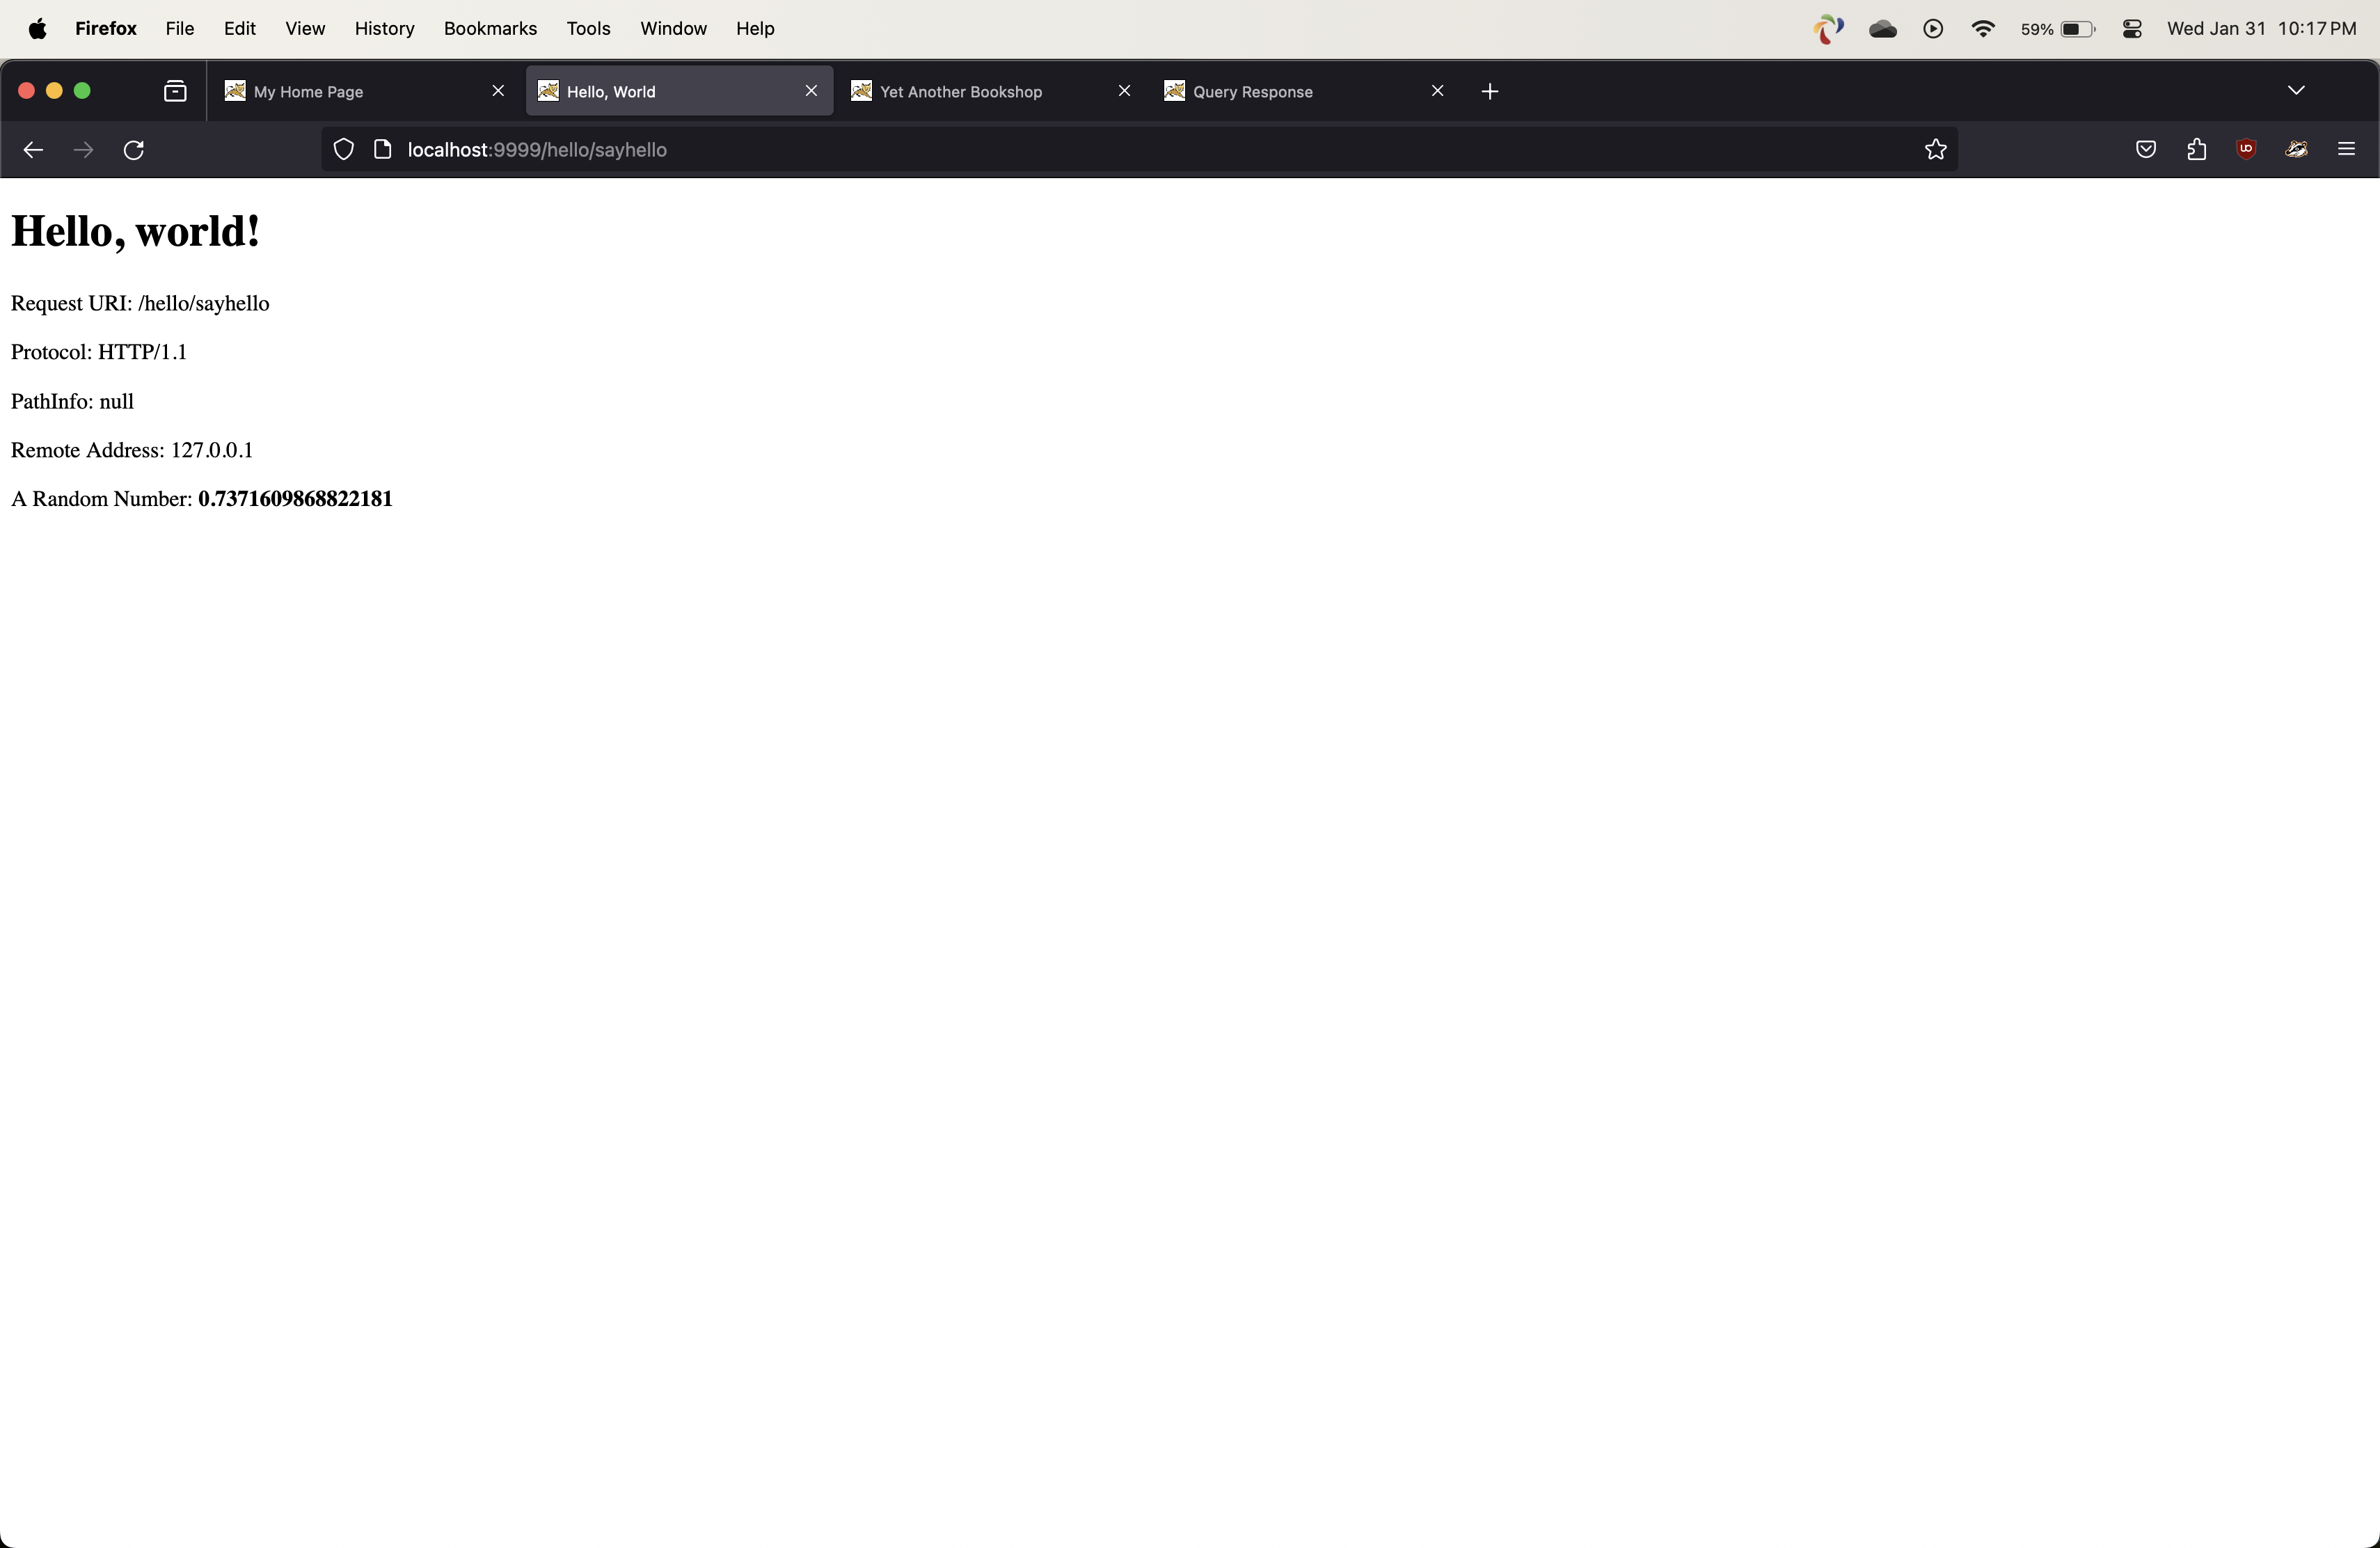 Firefox File Edit View History Bookmarks Tools Window Help 59% Wed Jan 31 10:17 PM
My Home Page Hello, World Yet Another Bookshop Query Response
localhost:9999/hello/sayhello
Hello, world!
Request URI: /hello/sayhello
Protocol: HTTP/1.1
PathInfo: null
Remote Address: 127.0.0.1
A Random Number: 0.7371609868822181